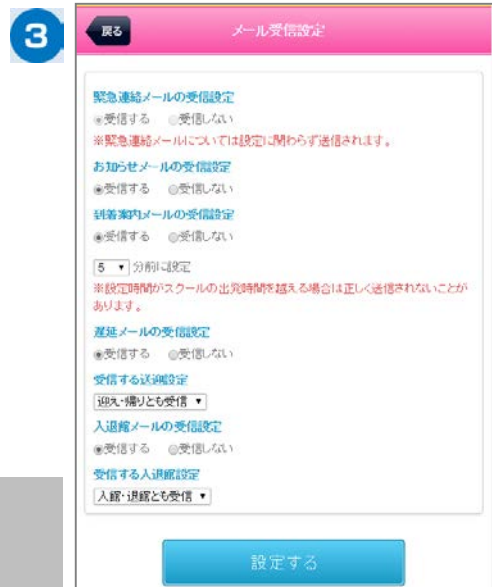 3
戻る
メール受信設定
緊急連絡メールの受信設定
受信する 受信しない
※緊急連絡メールについては設定に関わらず送信されます。
お知らせメールの受信設定
受信する 受信しない
到着案内メールの受信設定
受信する 受信しない
5 分前に設定
※設定時間がスクールの出発時間を越える場合は正しく送信されないことが
あります。
遅延メールの受信設定
受信する 受信しない
受信する送迎設定
迎え・帰りとも受信
入退館メールの受信設定
受信する 受信しない
受信する入退館設定
入館・退館とも受信
設定する